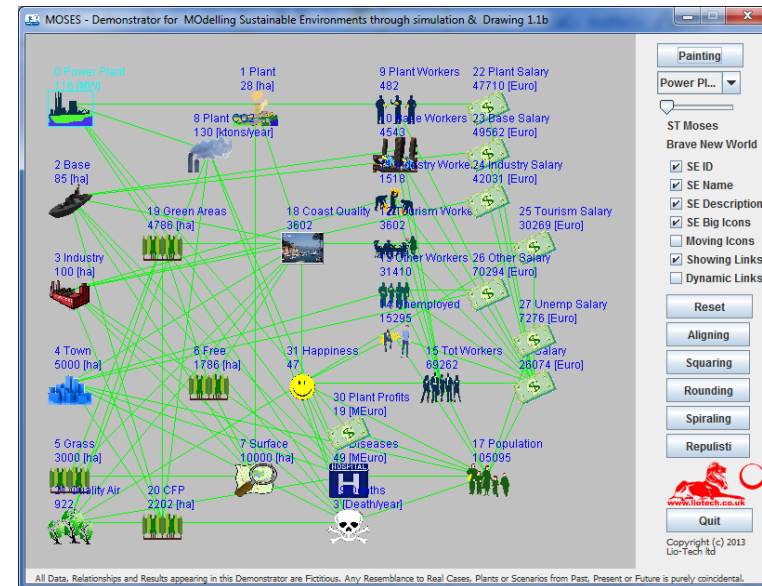 MOSES - Demonstrator for MOdelling Sustainable Environments through simulation & Drawing 1.1b
0 Power Plant
116 [MW]
1 Plant
28 [ha]
9 Plant Workers
482
22 Plant Salary
47710 [Euro]
8 Plant CO2
130 [ktons/year]
10 Base Workers
4543
23 Base Salary
49562 [Euro]
2 Base
85 [ha]
1518
24 Industry Salary
42031 [Euro]
19 Green Areas
4786 [ha]
18 Coast Quality
3602
3602
25 Tourism Salary
30269 [Euro]
3 Industry
100 [ha]
Other Workers
31410
26 Other Salary
70294 [Euro]
Unemployed
15295
27 Unemp Salary
7276 [Euro]
4 Town
5000 [ha]
6 Free
1786 [ha]
31 Happiness
47
15 Tot Workers
69262
Salary
26074 [Euro]
30 Plant Profits
19 [MEuro]
5 Grass
3000 [ha]
7 Surface
10000 [ha]
Diseases
49 [MEuro]
HOSPITAL
H
17 Population
105095
Quality Air
922
20 CFP
2202 [ha]
3 [Death/year]
Painting
Power Pl...
ST Moses
Brave New World
SE ID
SE Name
SE Description
SE Big Icons
Moving Icons
Showing Links
Dynamic Links
Reset
Aligning
Squaring
Rounding
Spiraling
Repulisti
www.liotech.co.uk
Quit
Copyright (c) 2013
Lio-Tech ltd
All Data, Relationships and Results appearing in this Demonstrator are Fictitious. Any Resemblance to Real Cases, Plants or Scenarios from Past, Present or Future is purely coincidental.